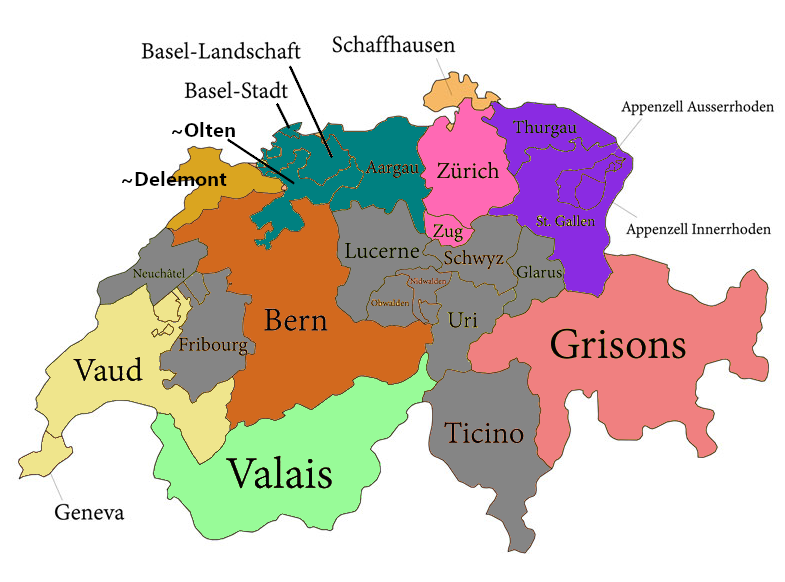 Schaffhausen
Basel-Landschaft
Basel-Stadt
Appenzell Ausserrhoden
~Olten
Thurgau
Aargau
Zürich
~Delemont
St. Gallen
Appenzell Innerrhoden
Zug
Lucerne
Schwyz
Neuchâtel
Glarus
Nidwalden
Obwalden
Bern
Uri
Fribourg
Grisons
Vaud
Ticino
Valais
Geneva